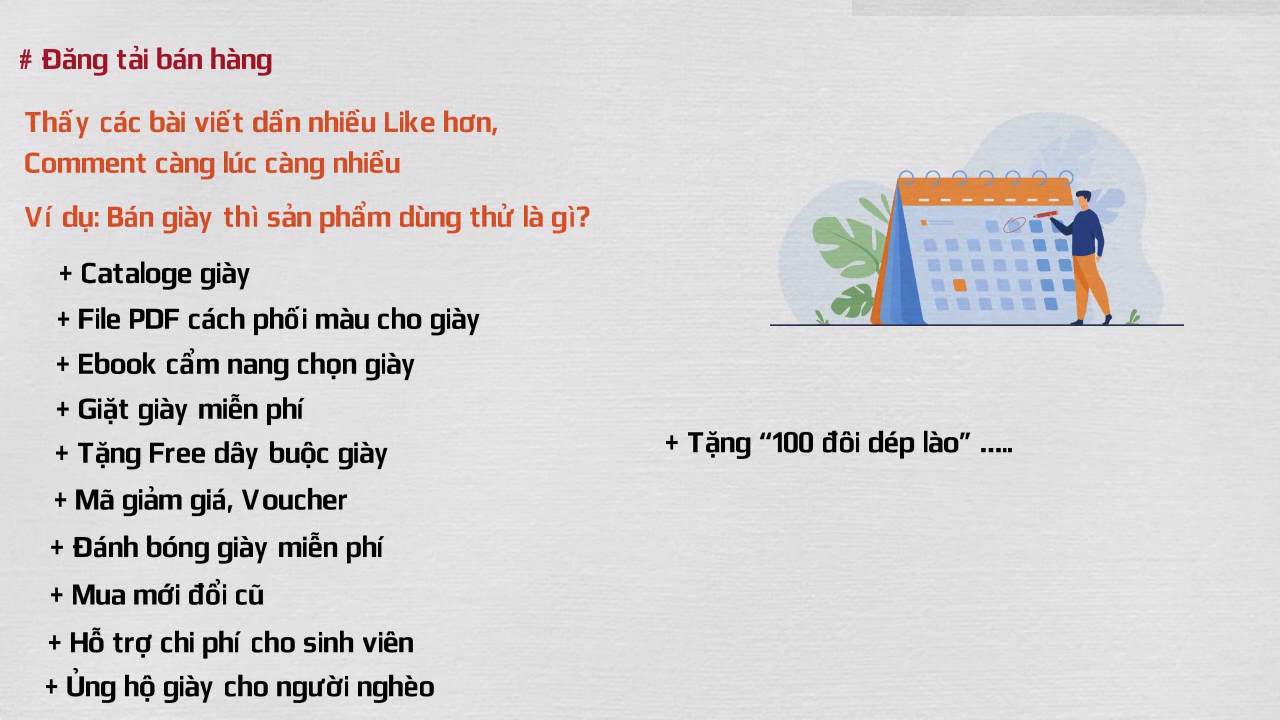 # Đăng tải bán hàng
Thấy các bài viết dần nhiều Like hơn,
Comment càng lúc càng nhiều
Ví dụ: Bán giày thì sản phẩm dùng thử là gì?
+ Cataloge giày
+ File PDF cách phối màu cho giày
+ Ebook cẩm nang chọn giày
+ Giặt giày miễn phí
+ Tặng Free dây buộc giày
+ Mã giảm giá, Voucher
+ Đánh bóng giày miễn phí
+ Mua mới đổi cũ
+ Hỗ trợ chi phí cho sinh viên
+ Ủng hộ giày cho người nghèo
+ Tặng “100 đôi dép lào” .....